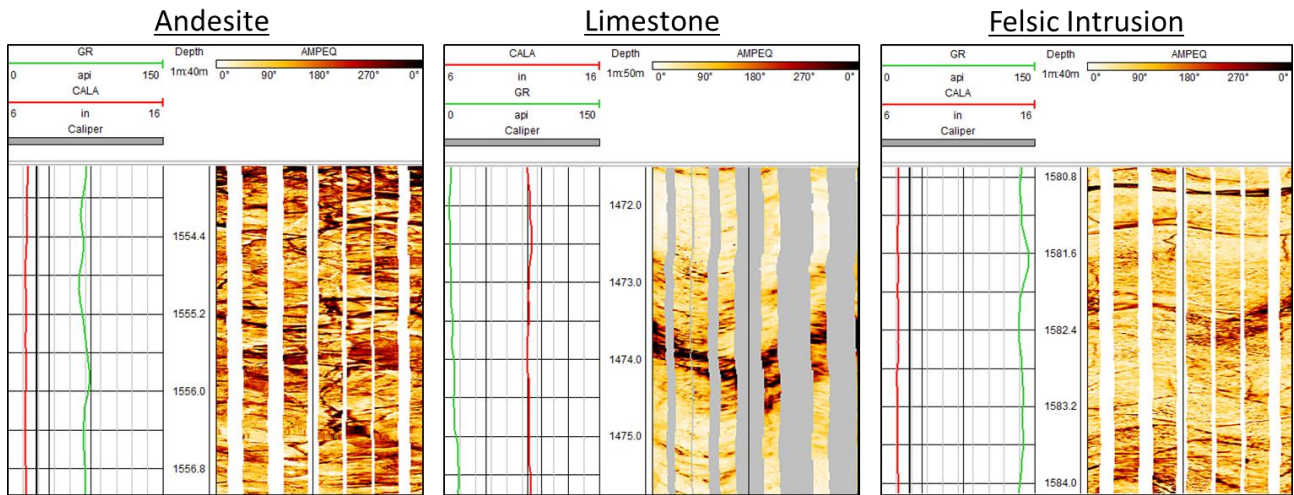 Andesite
GR Depth AMPEQ
0 api 150 1m:40m 0° 90° 180° 270° 0°
CALA
6 in 16
Caliper
1554.4
1555.2
1556.0
1556.8
Limestone
CALA Depth AMPEQ
6 in 16 1m:50m 0° 90° 180° 270° 0°
GR
0 api 150
Caliper
1472.0
1473.0
1474.0
1475.0
Felsic Intrusion
GR Depth AMPEQ
0 api 150 1m:40m 0° 90° 180° 270° 0°
CALA
6 in 16
Caliper
1580.8
1581.6
1582.4
1583.2
1584.0